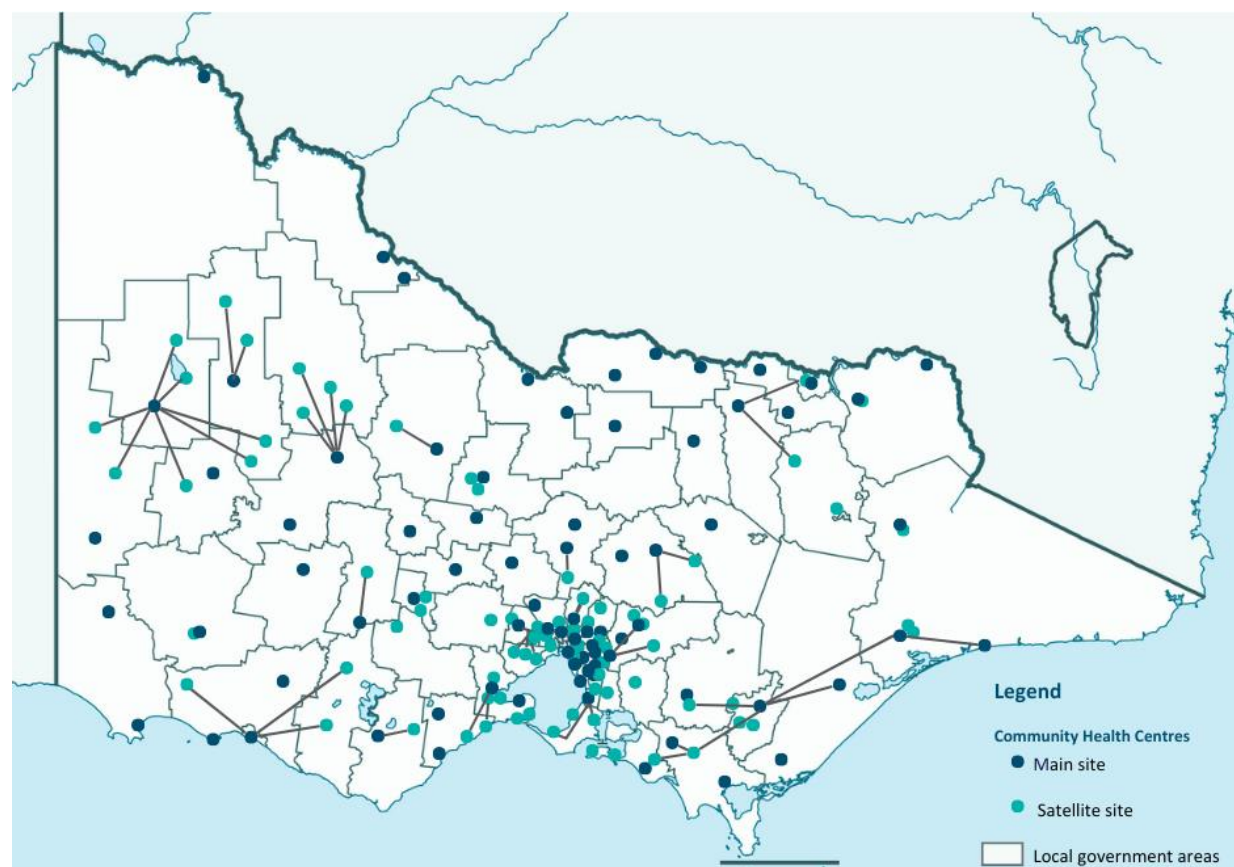 Legend
Community Health Centres
Main site
Satellite site
Local government areas